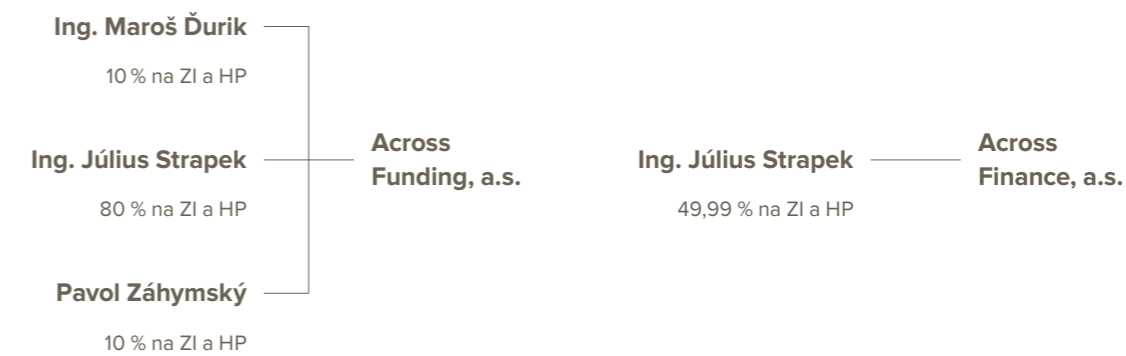 Ing. Maroš Ďurik
10 % na ZI a HP
Ing. Július Strapek
80 % na ZI a HP
Pavol Záhymský
10 % na ZI a HP
Across
Funding, a.s.
Ing. Július Strapek
49,99 % na ZI a HP
Across
Finance, a.s.